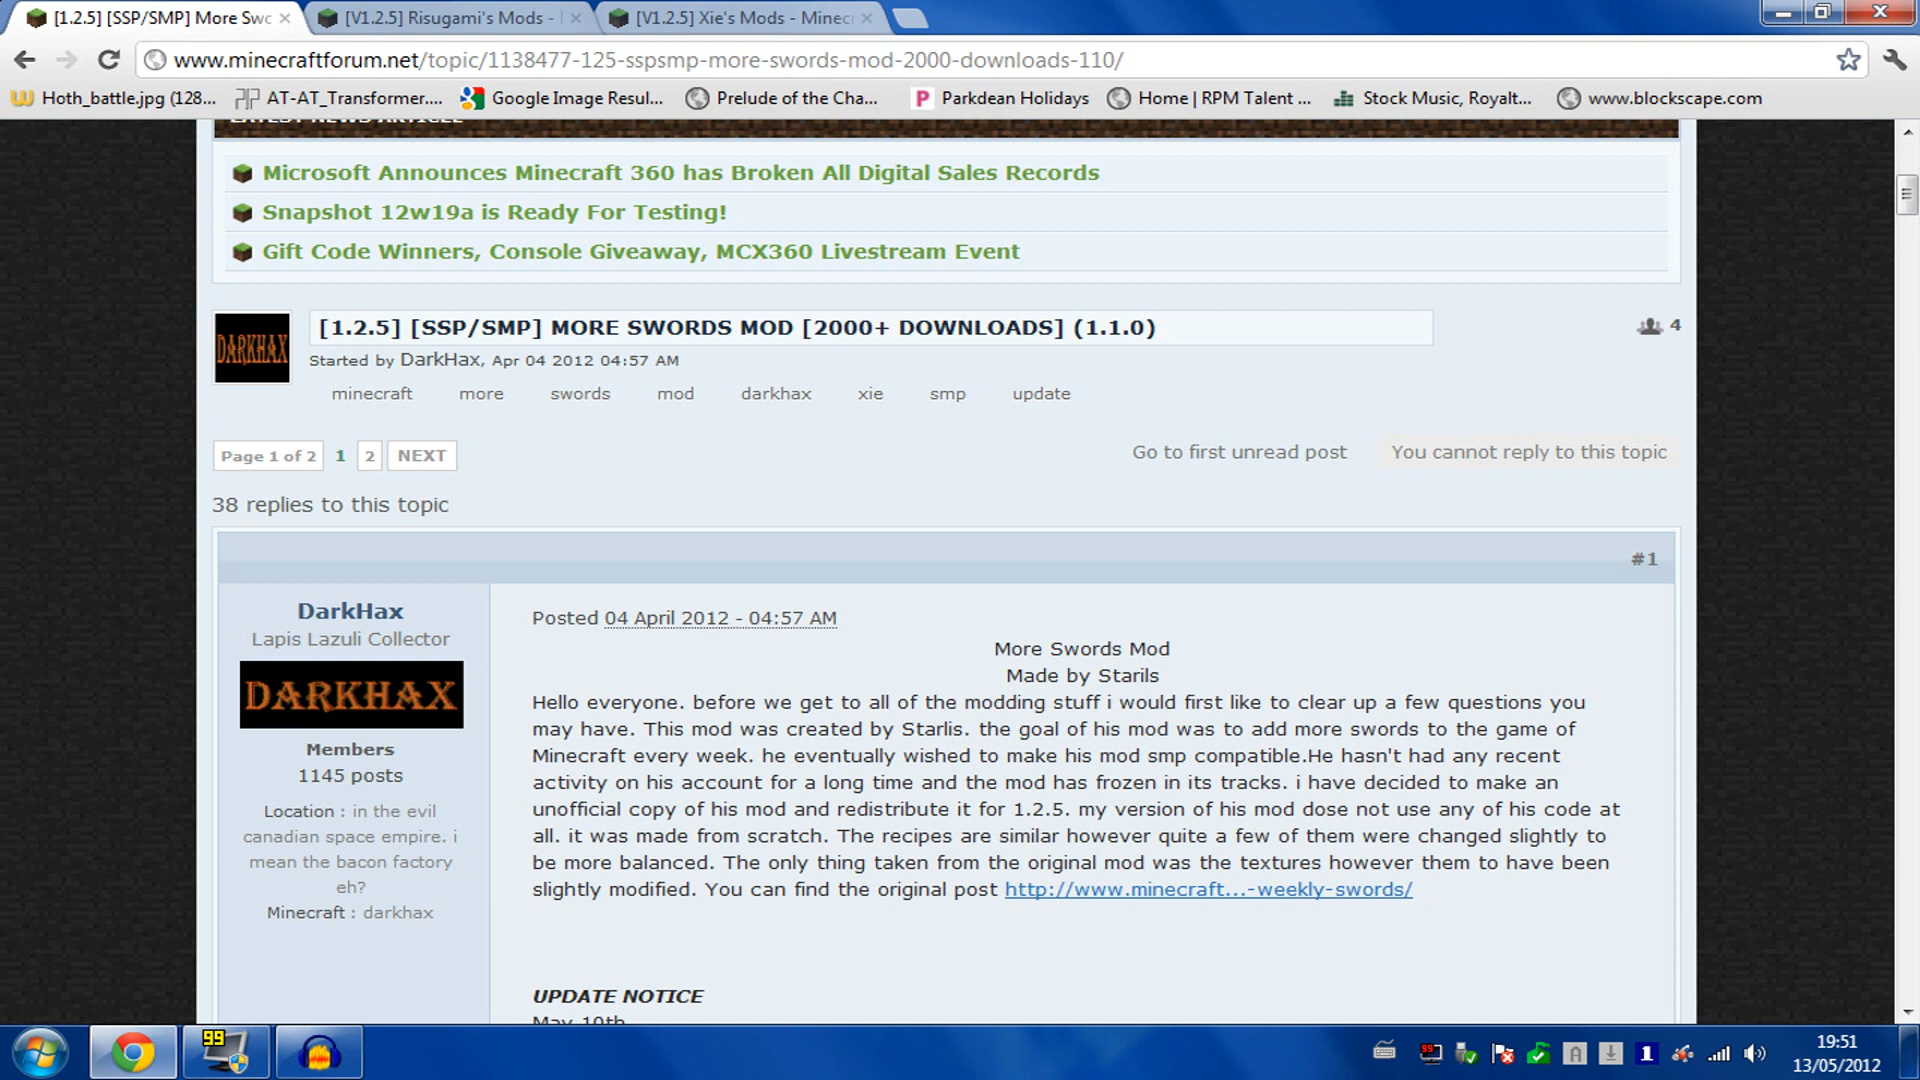 [1.2.5] [SSP/SMP] More Swo
[V1.2.5] Risugami's Mods -
[V1.2.5] Xie's Mods - Minec
www.minecraftforum.net/topic/1138477-125-sspsmp-more-swords-mod-2000-downloads-110/
Hoth_battle.jpg (128...
AT-AT_Transformer....
Google Image Resul...
Prelude of the Cha...
Parkdean Holidays
Home | RPM Talent ...
Stock Music, Royalt...
www.blockscape.com
LATEST NEWS ARTICLE
Microsoft Announces Minecraft 360 has Broken All Digital Sales Records
Snapshot 12w19a is Ready For Testing!
Gift Code Winners, Console Giveaway, MCX360 Livestream Event
DARKHAX
[1.2.5] [SSP/SMP] MORE SWORDS MOD [2000+ DOWNLOADS] (1.1.0)
4
Started by DarkHax, Apr 04 2012 04:57 AM
minecraft more swords mod darkhax xie smp update
Page 1 of 2 1 2 NEXT
Go to first unread post
You cannot reply to this topic
38 replies to this topic
#1
DarkHax
Lapis Lazuli Collector
DARKHAX
Members
1145 posts
Location : in the evil
canadian space empire. i
mean the bacon factory
eh?
Minecraft : darkhax
Posted 04 April 2012 - 04:57 AM
More Swords Mod
Made by Starils
Hello everyone. before we get to all of the modding stuff i would first like to clear up a few questions you
may have. This mod was created by Starlis. the goal of his mod was to add more swords to the game of
Minecraft every week. he eventually wished to make his mod smp compatible.He hasn't had any recent
activity on his account for a long time and the mod has frozen in its tracks. i have decided to make an
unofficial copy of his mod and redistribute it for 1.2.5. my version of his mod dose not use any of his code at
all. it was made from scratch. The recipes are similar however quite a few of them were changed slightly to
be more balanced. The only thing taken from the original mod was the textures however them to have been
slightly modified. You can find the original post http://www.minecraft...-weekly-swords/
UPDATE NOTICE
May 10th
99
99
A
1
19:51
13/05/2012